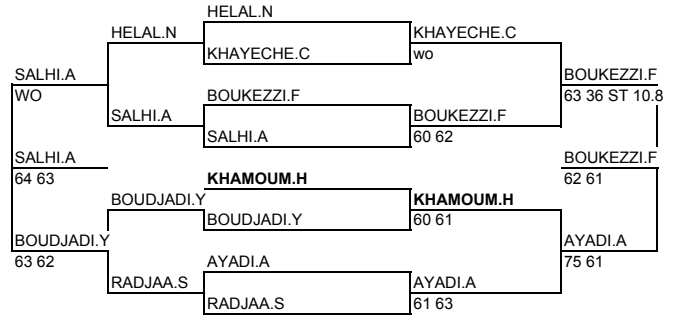 HELAL.N
HELAL.N KHAYECHE.C
KHAYECHE.C wo
SALHI.A BOUKEZZI.F
WO BOUKEZZI.F 63 36 ST 10.8
SALHI.A BOUKEZZI.F
SALHI.A 60 62
SALHI.A BOUKEZZI.F
64 63 KHAMOUM.H 62 61
BOUDJADI.Y KHAMOUM.H
BOUDJADI.Y 60 61
BOUDJADI.Y AYADI.A
63 62 AYADI.A 75 61
RADJAA.S AYADI.A
RADJAA.S 61 63